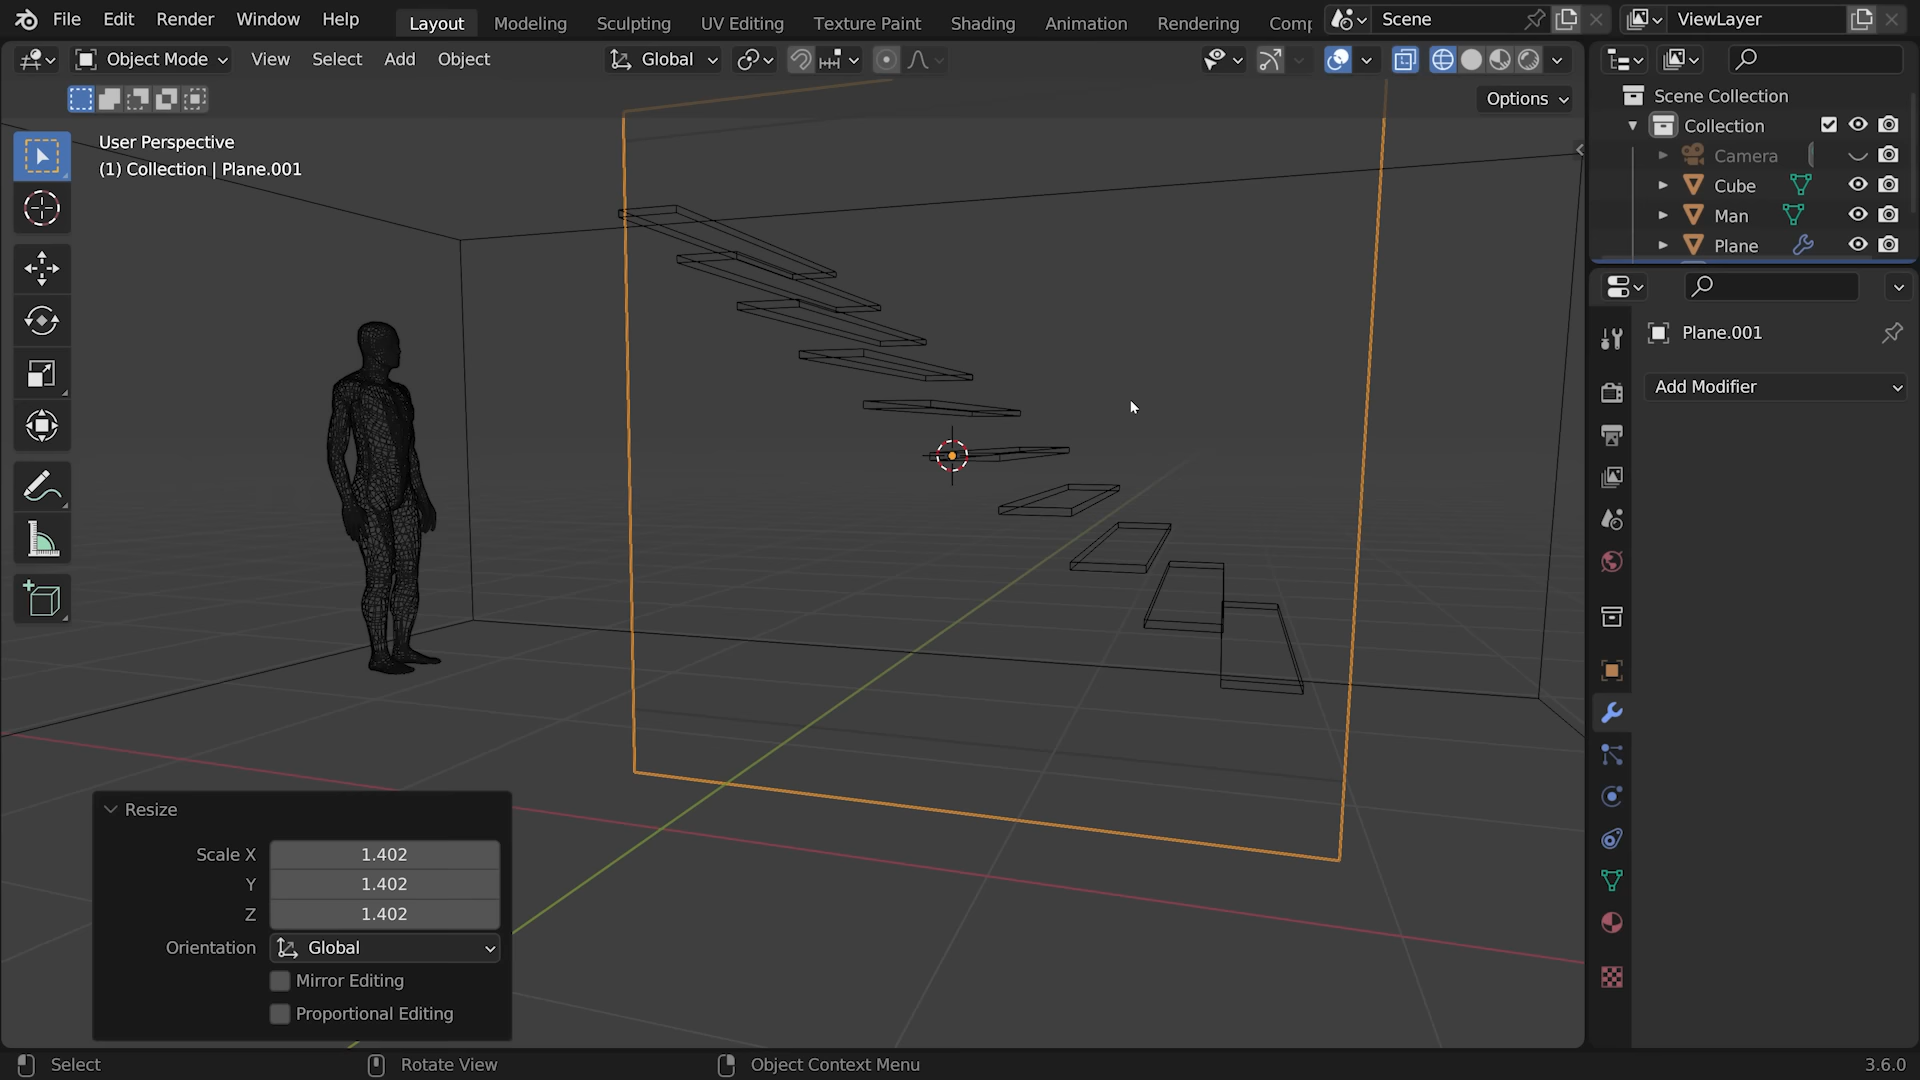 File Edit Render Window Help Layout Modeling Sculpting UV Editing Texture Paint Shading Animation Rendering Comp Scene ViewLayer
Object Mode View Select Add Object Global
Options
User Perspective
(1) Collection | Plane.001
Scene Collection
Collection
Camera
Cube
Man
Plane
Plane.001
Add Modifier
Resize
Scale X 1.402
Y 1.402
Z 1.402
Orientation Global
Mirror Editing
Proportional Editing
Select Rotate View Object Context Menu 3.6.0